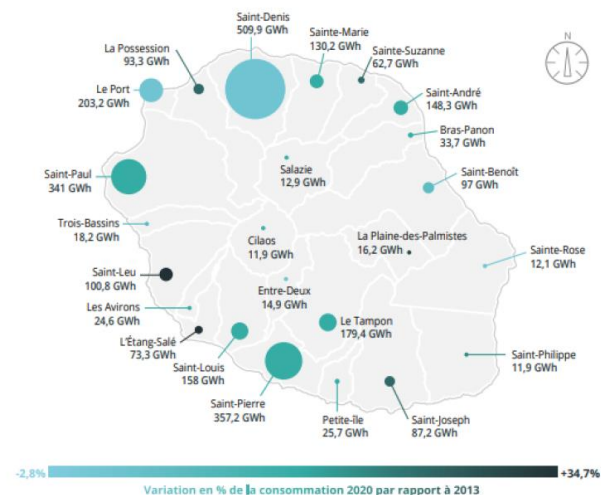 Saint-Denis
509,9 GWh
Sainte-Marie
130,2 GWh
La Possession
93,3 GWh
Sainte-Suzanne
62,7 GWh
N
Le Port
203,2 GWh
Saint-André
148,3 GWh
Bras-Panon
33,7 GWh
Saint-Paul
341 GWh
Salazie
12,9 GWh
Saint-Benoît
97 GWh
Trois-Bassins
18,2 GWh
Cilaos
11,9 GWh
La Plaine-des-Palmistes
16,2 GWh
Sainte-Rose
12,1 GWh
Saint-Leu
100,8 GWh
Entre-Deux
14,9 GWh
Les Avirons
24,6 GWh
Le Tampon
179,4 GWh
L'Étang-Salé
73,3 GWh
Saint-Philippe
11,9 GWh
Saint-Louis
158 GWh
Saint-Pierre
357,2 GWh
Petite-Île
25,7 GWh
Saint-Joseph
87,2 GWh
-2,8% +34,7%
Variation en % de la consommation 2020 par rapport à 2013